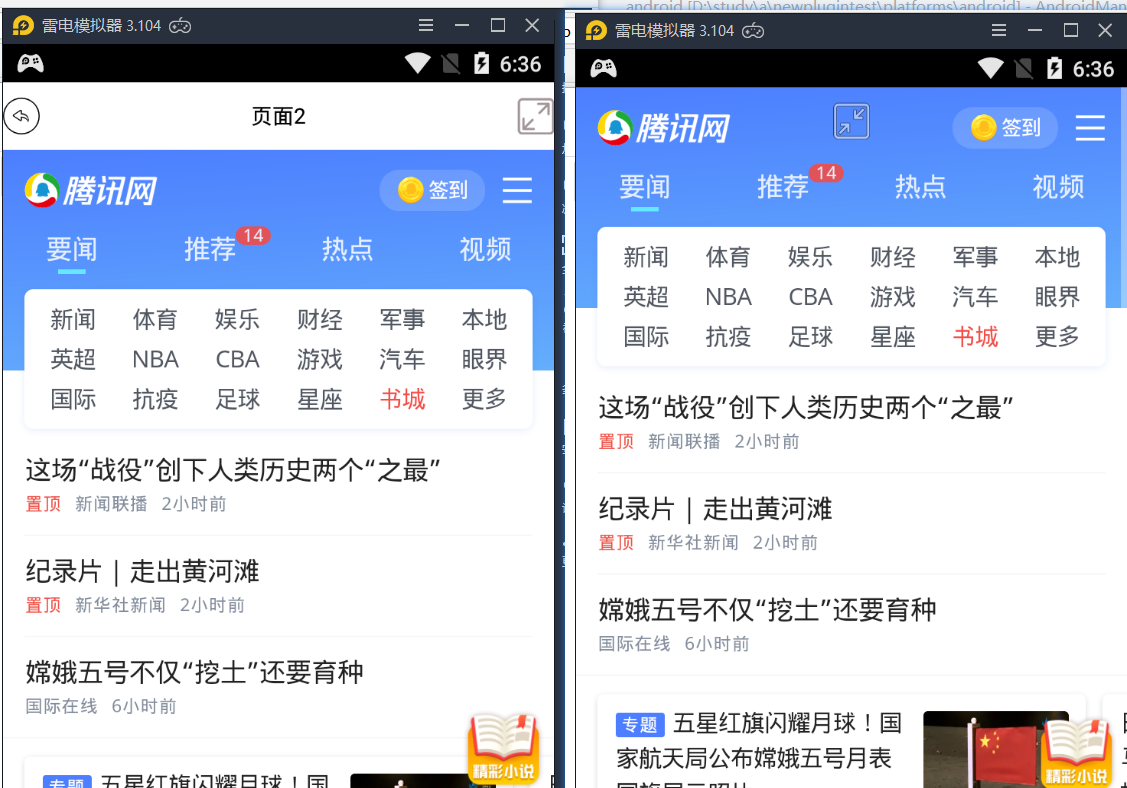 android [D:\study\a\newplugintest\platforms\android] - AndroidMan
雷电模拟器 3.104
6:36
页面2
腾讯网
签到
要闻 推荐 14 热点 视频
新闻 体育 娱乐 财经 军事 本地
英超 NBA CBA 游戏 汽车 眼界
国际 抗疫 足球 星座 书城 更多
这场“战役”创下人类历史两个“之最”
置顶 新闻联播 2小时前
纪录片 | 走出黄河滩
置顶 新华社新闻 2小时前
嫦娥五号不仅“挖土”还要育种
国际在线 6小时前
专题 五星红旗闪耀月球！国
精彩小说
雷电模拟器 3.104
6:36
腾讯网
签到
要闻 推荐 14 热点 视频
新闻 体育 娱乐 财经 军事 本地
英超 NBA CBA 游戏 汽车 眼界
国际 抗疫 足球 星座 书城 更多
这场“战役”创下人类历史两个“之最”
置顶 新闻联播 2小时前
纪录片 | 走出黄河滩
置顶 新华社新闻 2小时前
嫦娥五号不仅“挖土”还要育种
国际在线 6小时前
专题 五星红旗闪耀月球！国
家航天局公布嫦娥五号月表
精彩小说